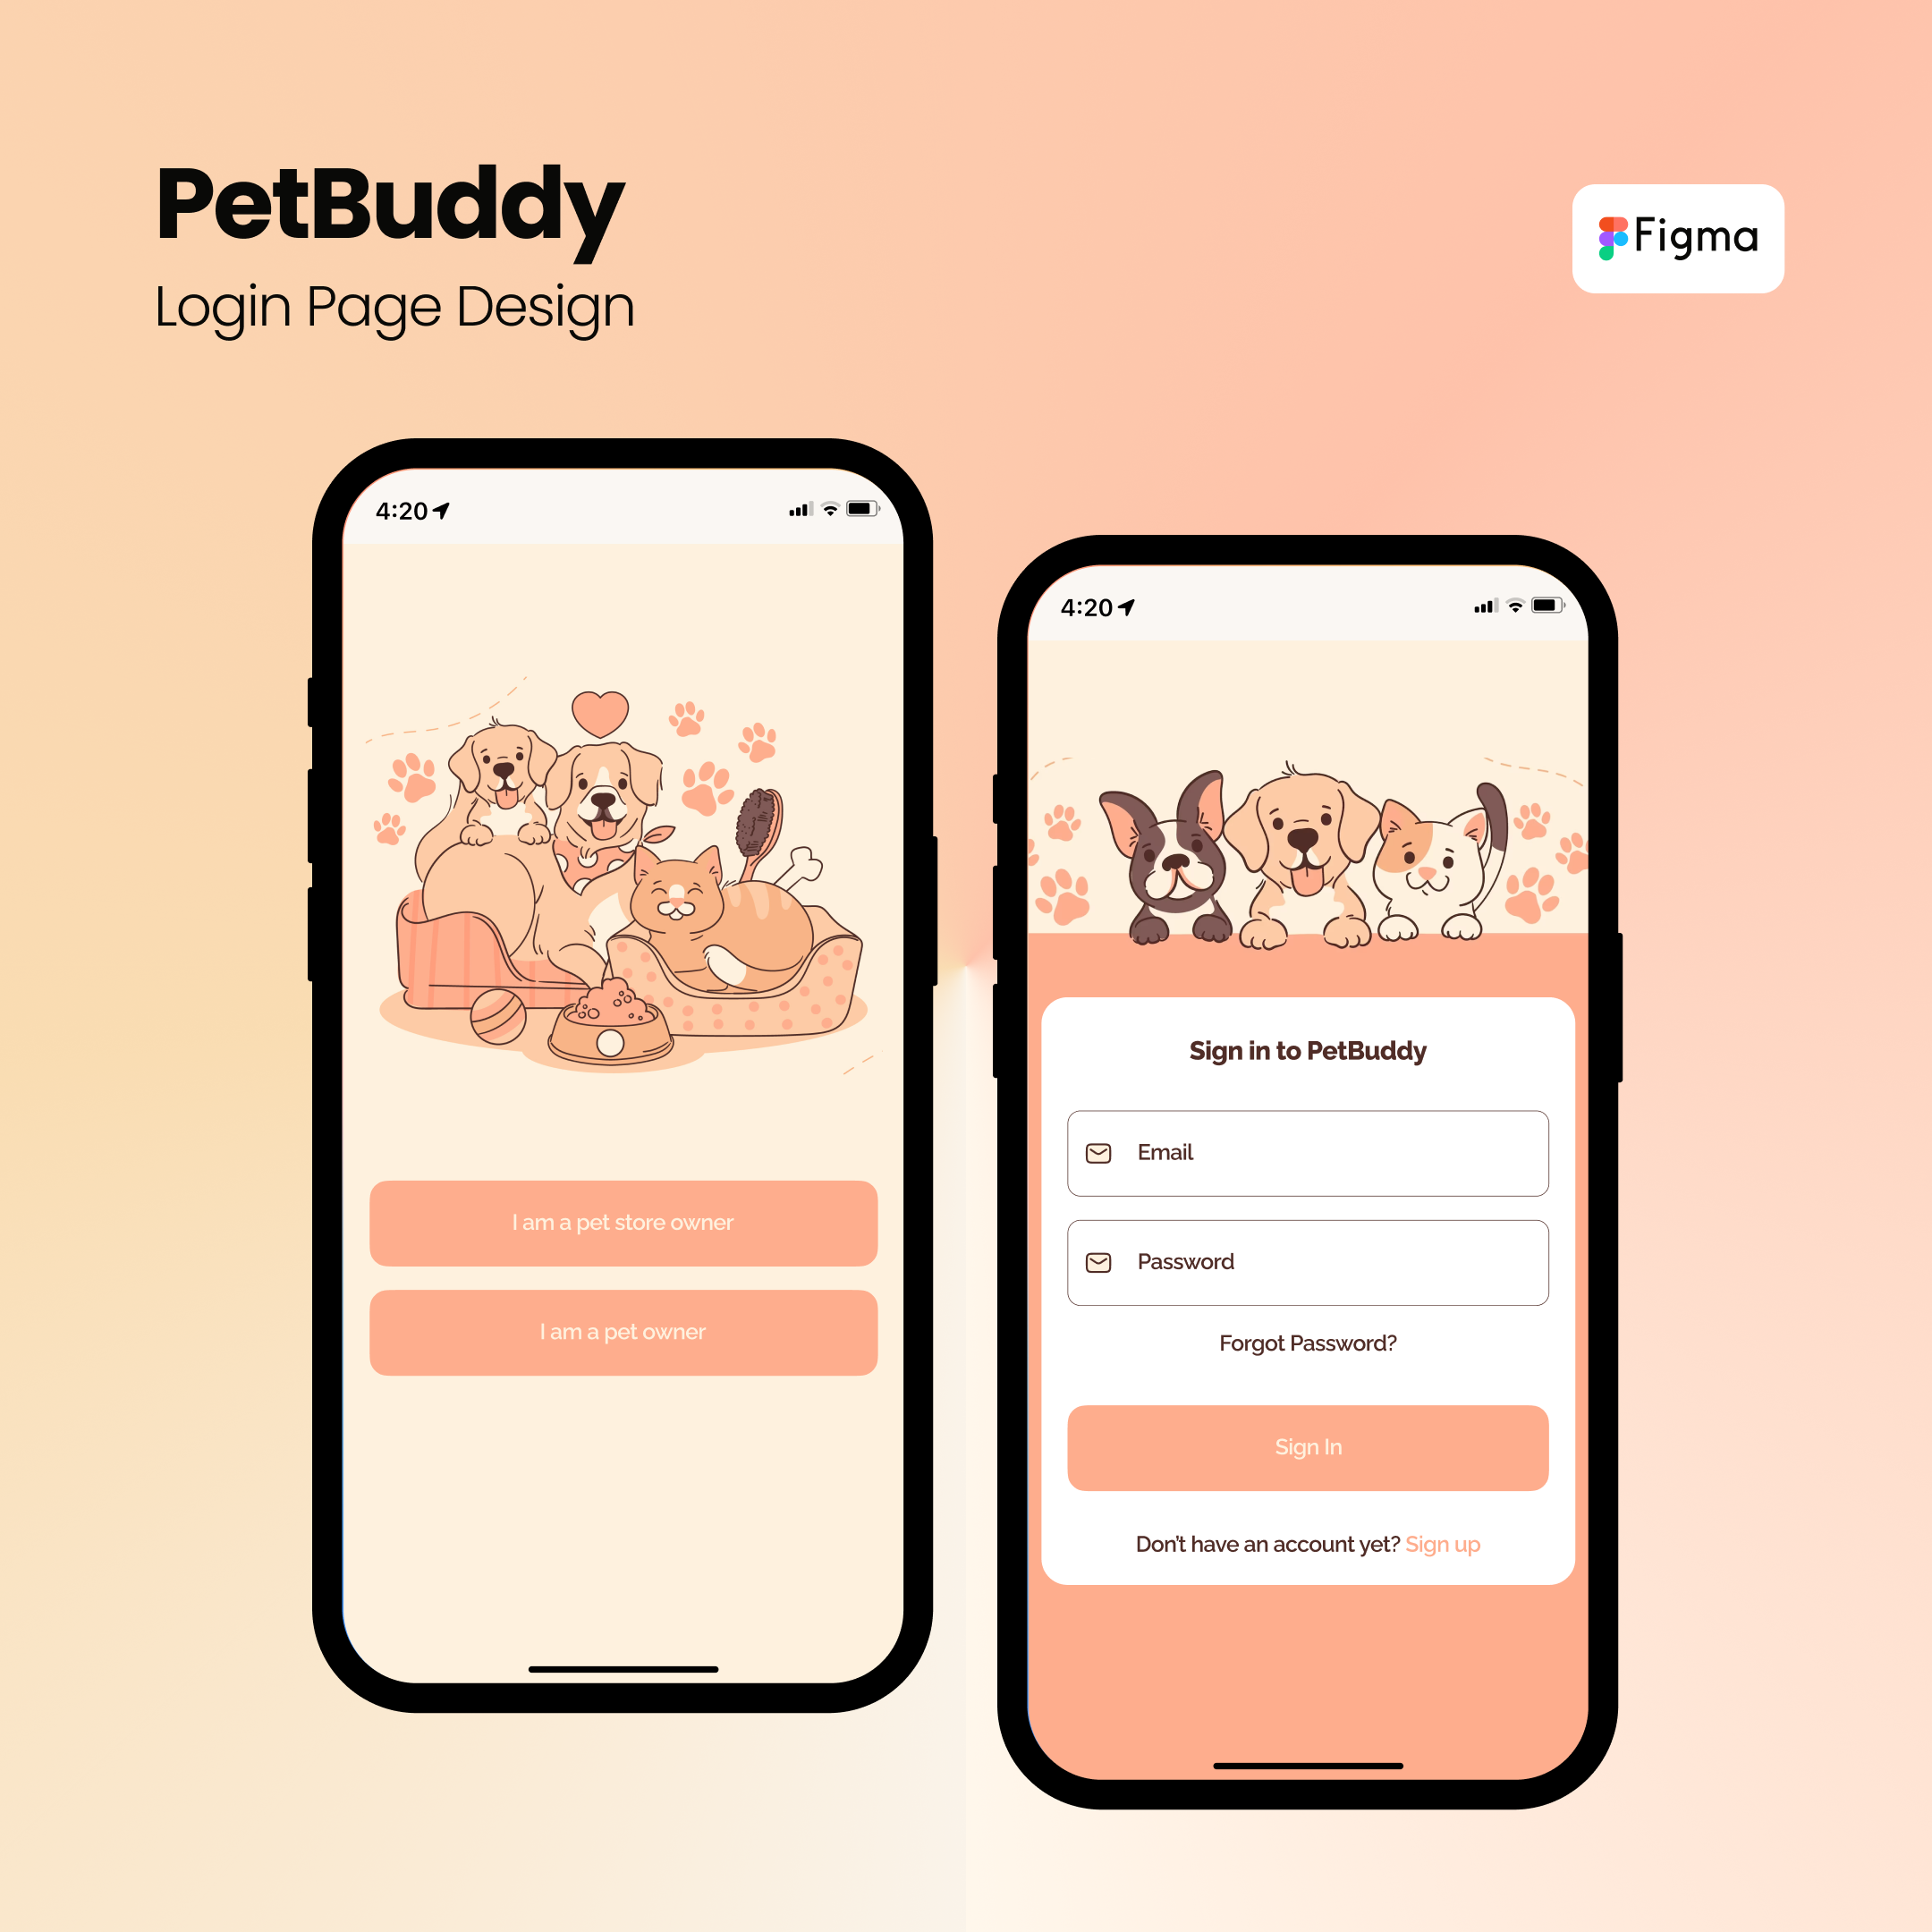 PetBuddy
Login Page Design
Figma
4:20
I am a pet store owner
I am a pet owner
4:20
Sign in to PetBuddy
Email
Password
Forgot Password?
Sign In
Don't have an account yet? Sign up